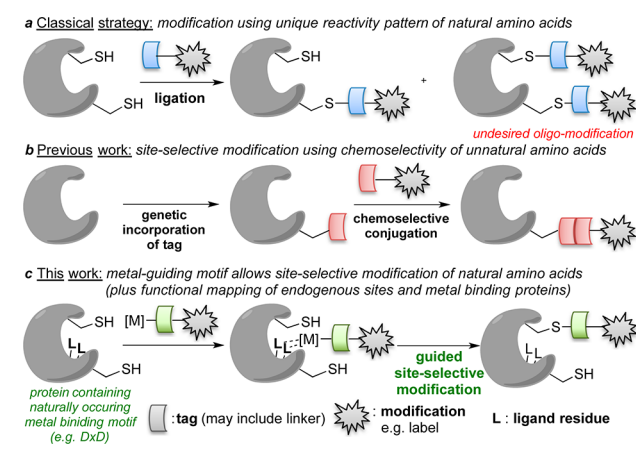 a Classical strategy: modification using unique reactivity pattern of natural amino acids
SH
SH
ligation
SH
S
+
S
S
undesired oligo-modification
b Previous work: site-selective modification using chemoselectivity of unnatural amino acids
genetic
incorporation
of tag
chemoselective
conjugation
c This work: metal-guiding motif allows site-selective modification of natural amino acids
(plus functional mapping of endogenous sites and metal binding proteins)
SH
[M]
L L
SH
SH
L L [M]
SH
guided
site-selective
modification
S
L L
SH
protein containing
naturally occuring
metal biniding motif
(e.g. DxD)
: tag (may include linker)
: modification
e.g. label
L : ligand residue